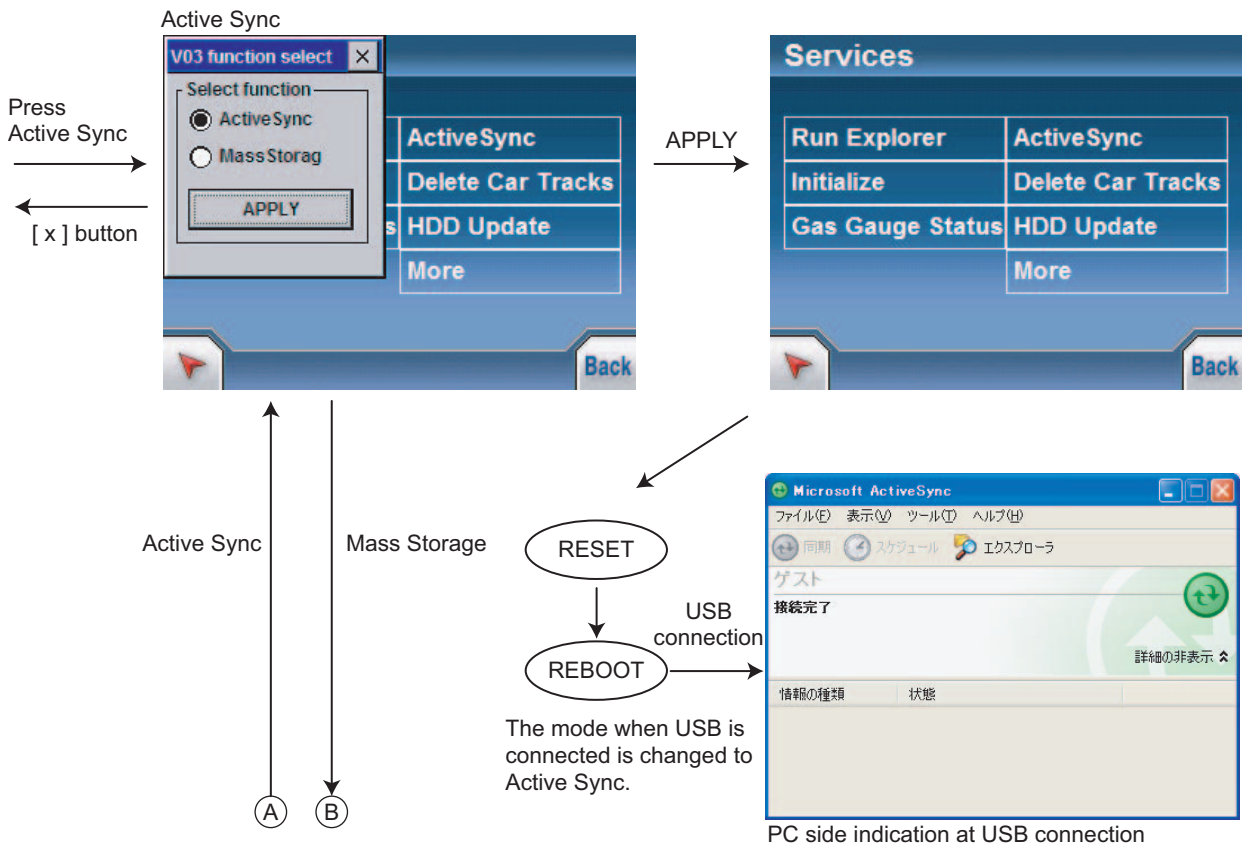 Active Sync
V03 function select
Select function
ActiveSync
MassStorag
APPLY
ActiveSync
Delete Car Tracks
s HDD Update
More
Back
Press
Active Sync
[ x ] button
APPLY
Services
Run Explorer
ActiveSync
Initialize
Delete Car Tracks
Gas Gauge Status
HDD Update
More
Back
Active Sync
Mass Storage
A
B
RESET
REBOOT
USB
connection
The mode when USB is
connected is changed to
Active Sync.
Microsoft ActiveSync
ファイル(F) 表示(V) ツール(T) ヘルプ(H)
同期 スケジュール エクスプローラ
ゲスト
接続完了
詳細の非表示
情報の種類 状態
PC side indication at USB connection